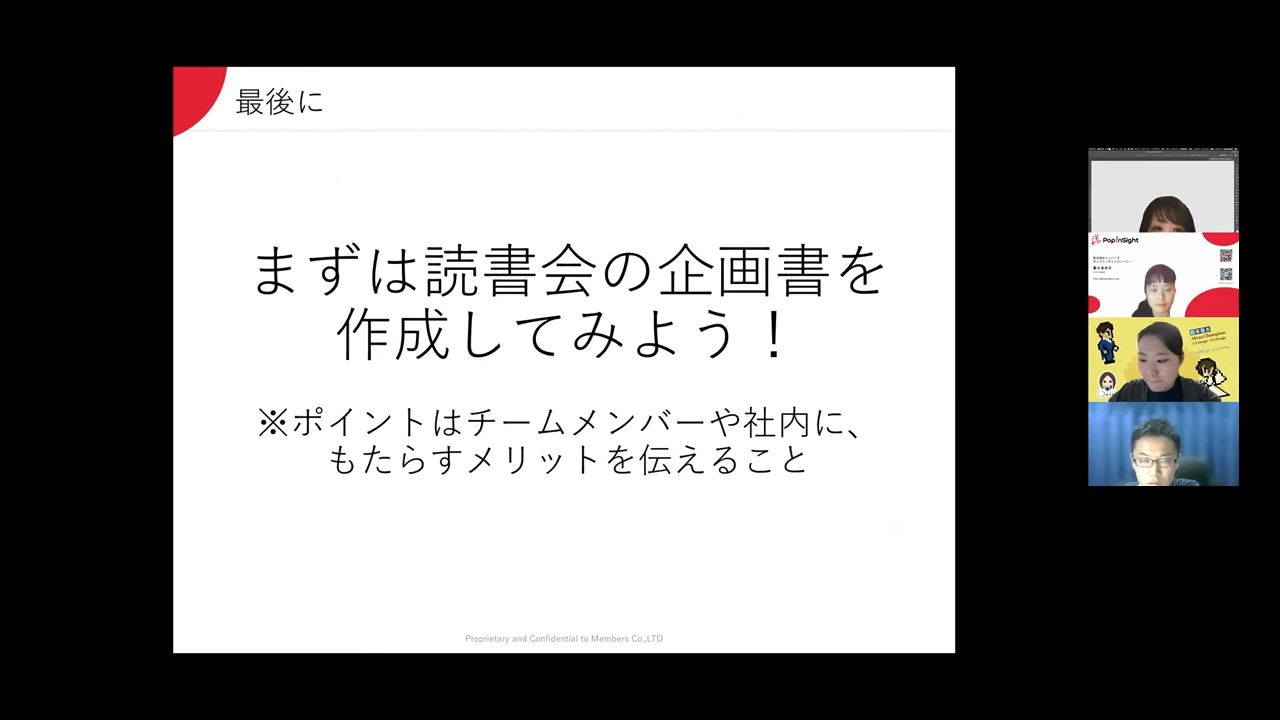 最後に
まずは読書会の企画書を
作成してみよう！
※ポイントはチームメンバーや社内に、
もたらすメリットを伝えること
Proprietary and Confidential to Members Co.,LTD
PopInSight
Alexa Champion